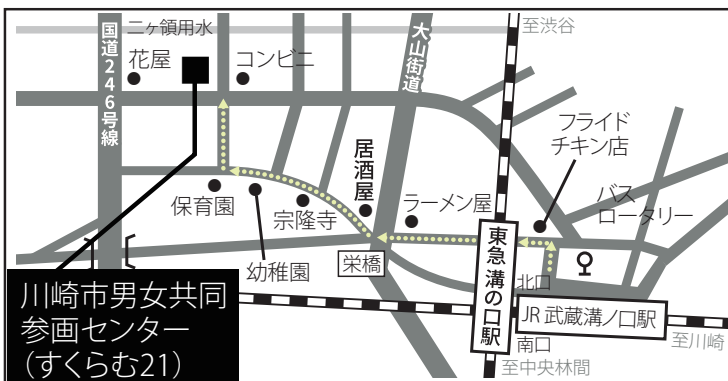 二ヶ領用水
至渋谷
国道246号線
花屋
コンビニ
大山街道
フライド
チキン店
居酒屋
保育園
宗隆寺
ラーメン屋
バス
ロータリー
幼稚園
栄橋
東急 溝の口駅
北口
JR 武蔵溝ノ口駅
南口
至川崎
至中央林間
川崎市男女共同
参画センター
(すくらむ21)